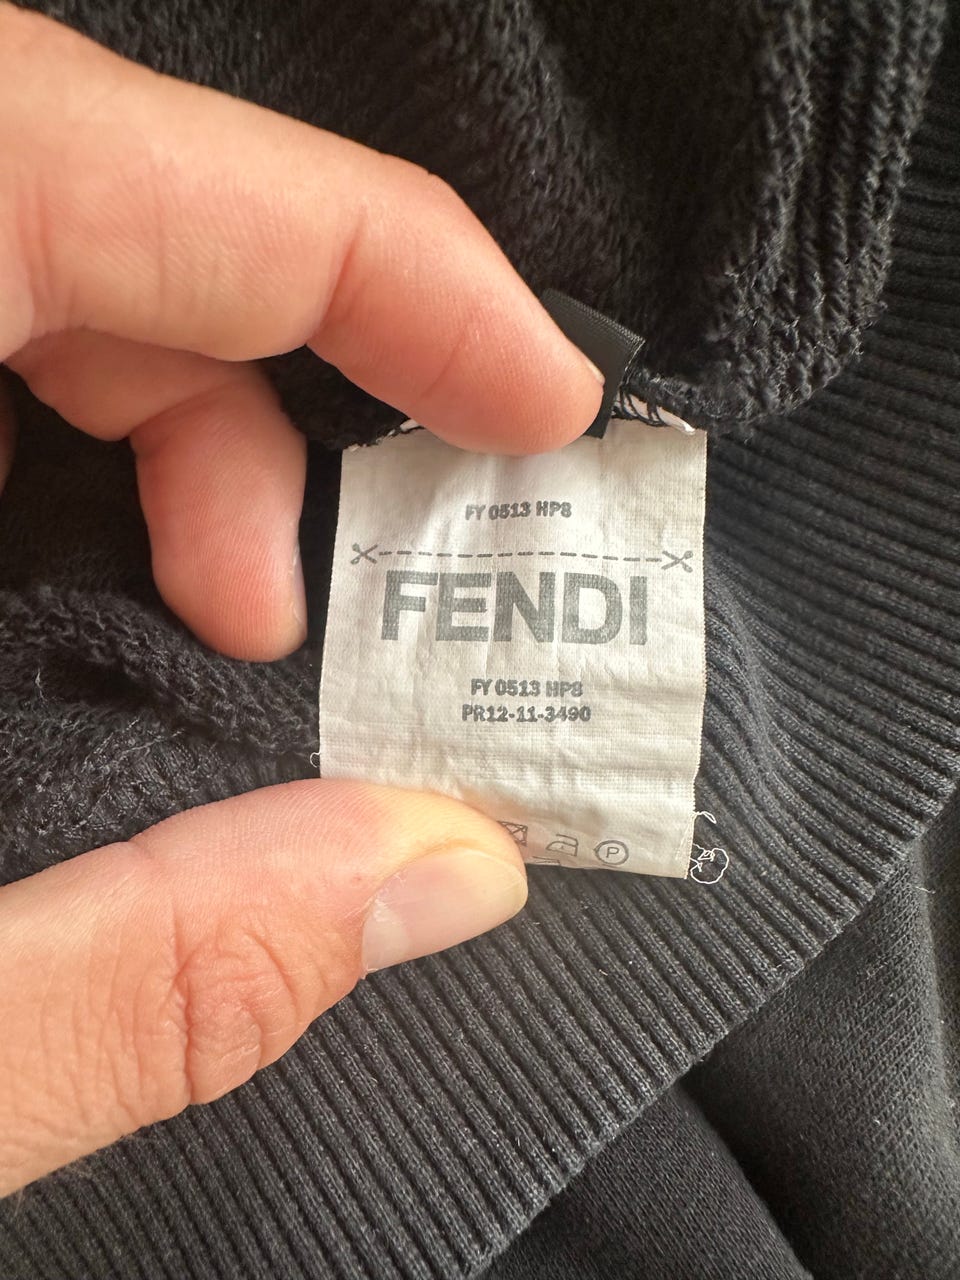 FY 0513 HP8
FENDI
FY 0513 HP8
PR12-11-3490
P